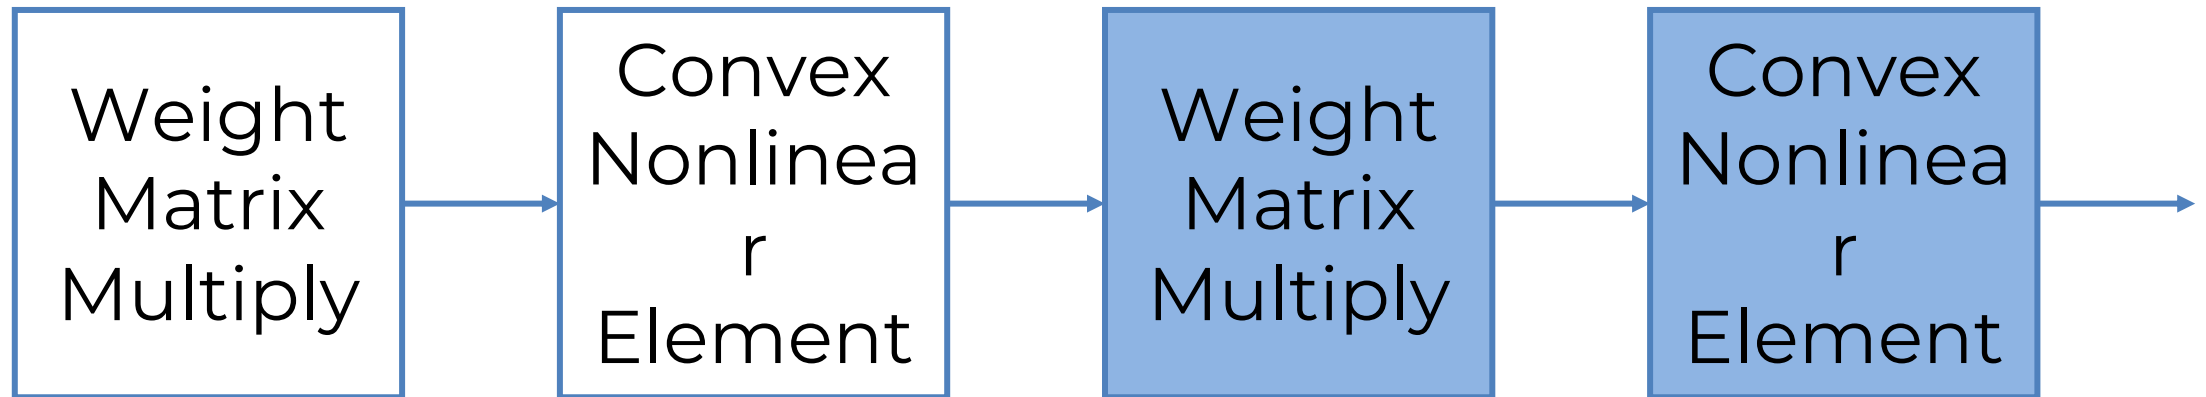 Weight
Matrix
Multiply
Convex
Nonlinea
r
Element
Weight
Matrix
Multiply
Convex
Nonlinea
r
Element